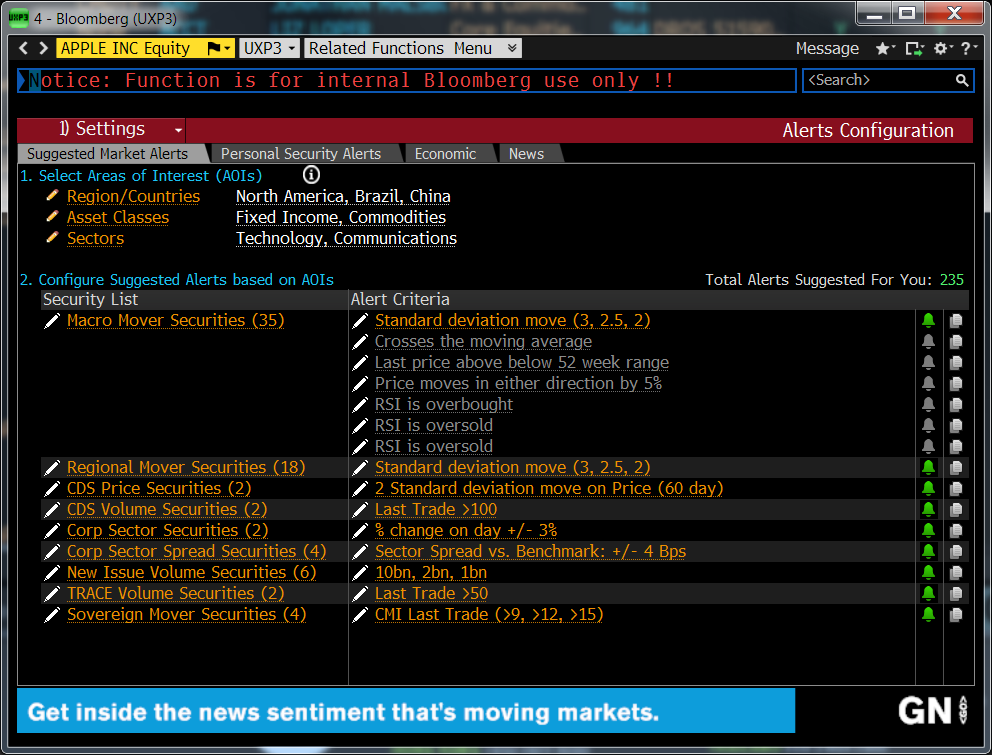 4 - Bloomberg (UXP3)
APPLE INC Equity UXP3 Related Functions Menu Message
Notice: Function is for internal Bloomberg use only !! <Search>
1) Settings Alerts Configuration
Suggested Market Alerts Personal Security Alerts Economic News
1. Select Areas of Interest (AOIs)
Region/Countries North America, Brazil, China
Asset Classes Fixed Income, Commodities
Sectors Technology, Communications
2. Configure Suggested Alerts based on AOIs Total Alerts Suggested For You: 235
Security List Alert Criteria
Macro Mover Securities (35) Standard deviation move (3, 2.5, 2)
Crosses the moving average
Last price above below 52 week range
Price moves in either direction by 5%
RSI is overbought
RSI is oversold
RSI is oversold
Regional Mover Securities (18) Standard deviation move (3, 2.5, 2)
CDS Price Securities (2) 2 Standard deviation move on Price (60 day)
CDS Volume Securities (2) Last Trade >100
Corp Sector Securities (2) % change on day +/- 3%
Corp Sector Spread Securities (4) Sector Spread vs. Benchmark: +/- 4 Bps
New Issue Volume Securities (6) 10bn, 2bn, 1bn
TRACE Volume Securities (2) Last Trade >50
Sovereign Mover Securities (4) CMI Last Trade (>9, >12, >15)
Get inside the news sentiment that's moving markets. GN <GO>